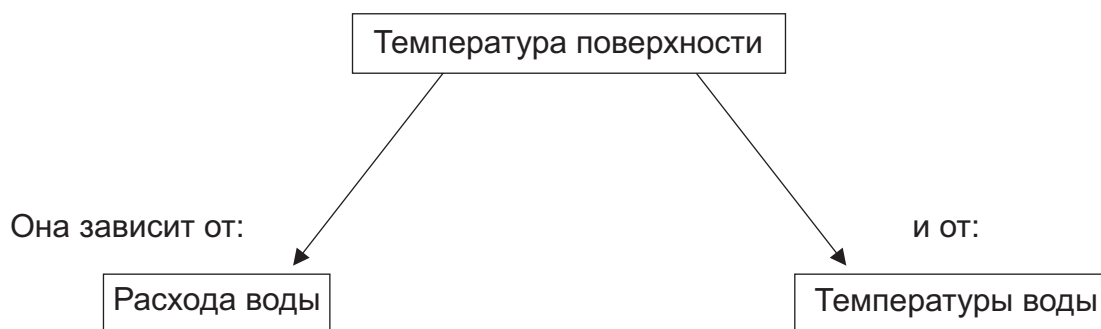 Температура поверхности
Она зависит от:
и от:
Расхода воды
Температуры воды